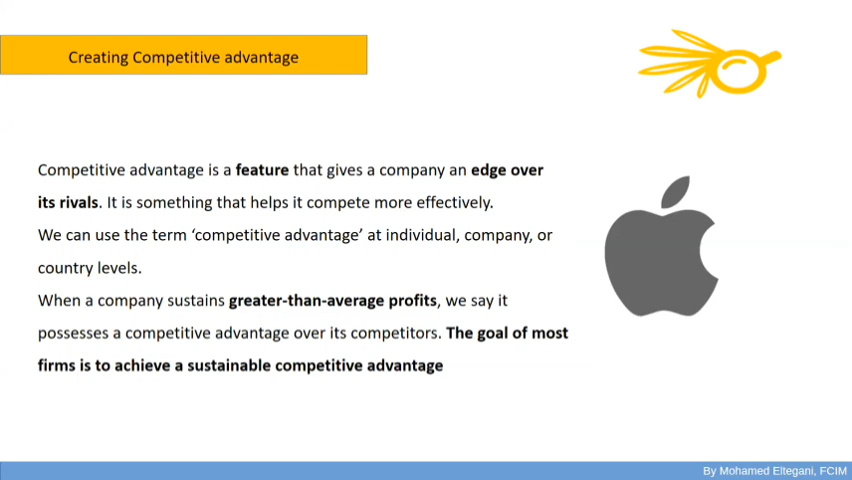 Creating Competitive advantage
Competitive advantage is a feature that gives a company an edge over
its rivals. It is something that helps it compete more effectively.
We can use the term ‘competitive advantage’ at individual, company, or
country levels.
When a company sustains greater-than-average profits, we say it
possesses a competitive advantage over its competitors. The goal of most
firms is to achieve a sustainable competitive advantage
By Mohamed Eltegani, FCIM